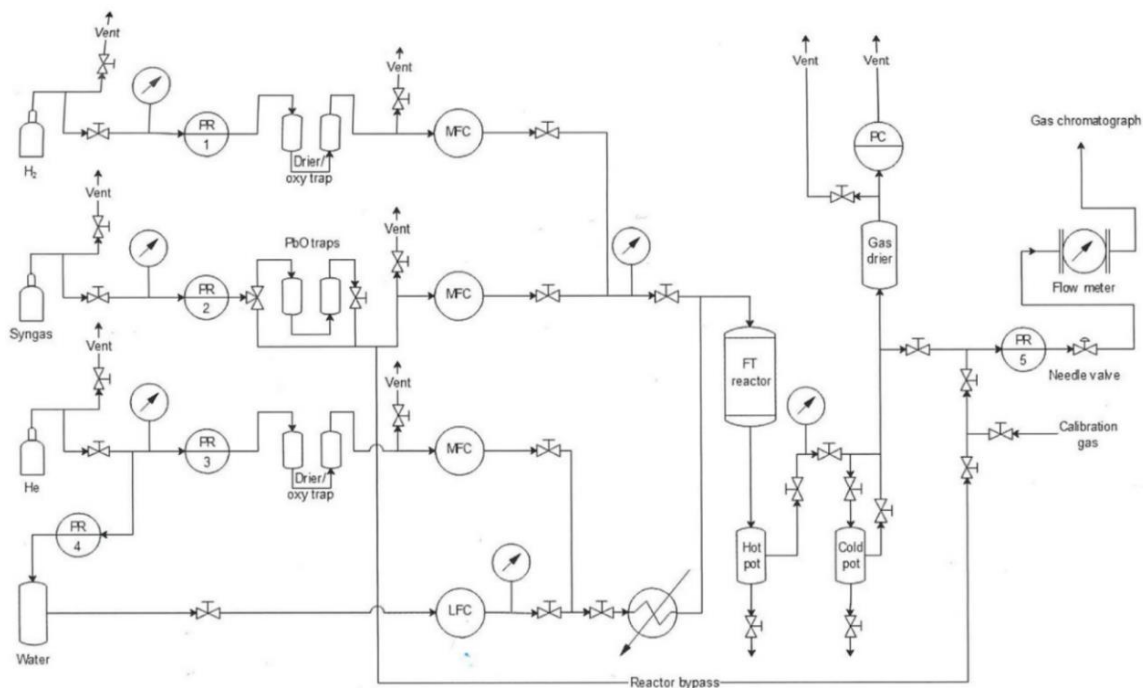 Vent
H₂
PR
1
Drier/
oxy trap
Vent
MFC
Vent
Syngas
PR
2
PbO traps
Vent
MFC
Vent
He
PR
3
Drier/
oxy trap
Vent
MFC
PR
4
Water
LFC
FT
reactor
Hot
pot
Cold
pot
Vent
Vent
PC
Gas
drier
Gas chromatograph
Flow meter
PR
5
Needle valve
Calibration
gas
Reactor bypass